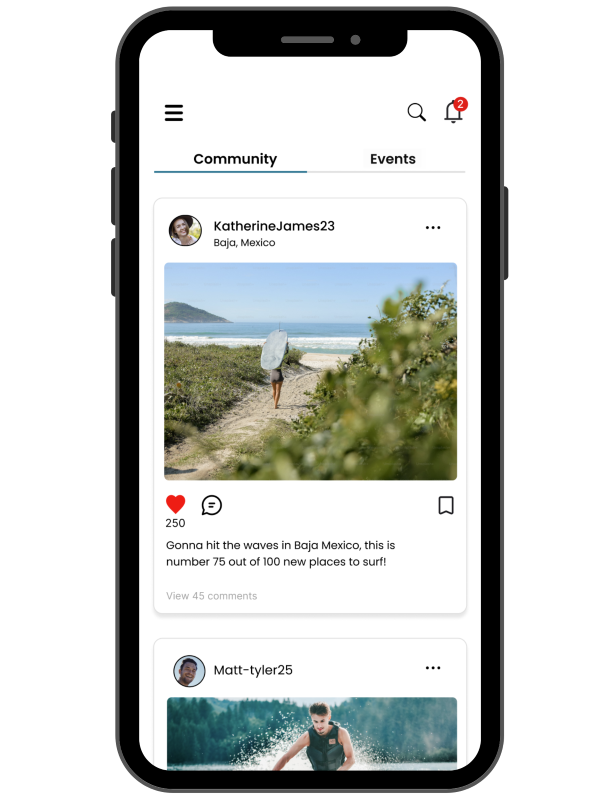 2
Community Events
KatherineJames23
Baja, Mexico
250
Gonna hit the waves in Baja Mexico, this is
number 75 out of 100 new places to surf!
View 45 comments
Matt-tyler25